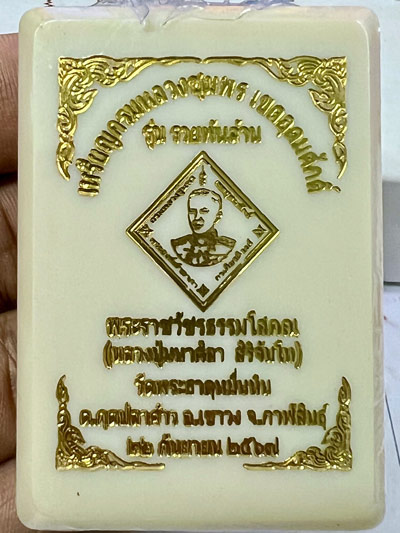 เหรียญกรมหลวงชุมพร เขตอุดมศักดิ์
รุ่น รวยพันล้าน
พระราชวัชรธรรมโสภณ
(หลวงปู่มหาศิลา สิริจันโท)
วัดพระธาตุหมื่นหิน
ต.กุดปลาค้าว อ.เขาวง จ.กาฬสินธุ์
๒๒ กันยายน ๒๕๖๗